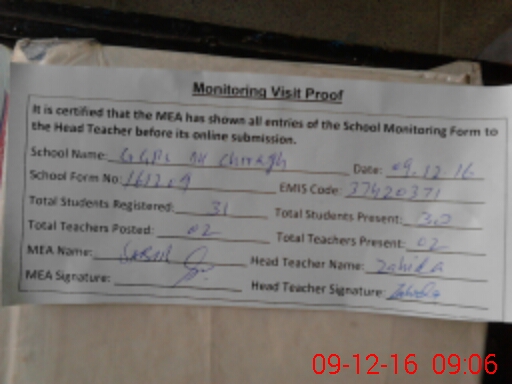 Monitoring Visit Proof
It is certified that the MEA has shown all entries of the School Monitoring Form to
the Head Teacher before its online submission.
School Name: Date: 09.12.16
School Form No: 161309 EMIS Code: 37420371
Total Students Registered: 31 Total Students Present: 30
Total Teachers Posted: 02 Total Teachers Present: 02
MEA Name: Head Teacher Name: Zahida
MEA Signature: Head Teacher Signature: Zahida
09-12-16 09:06